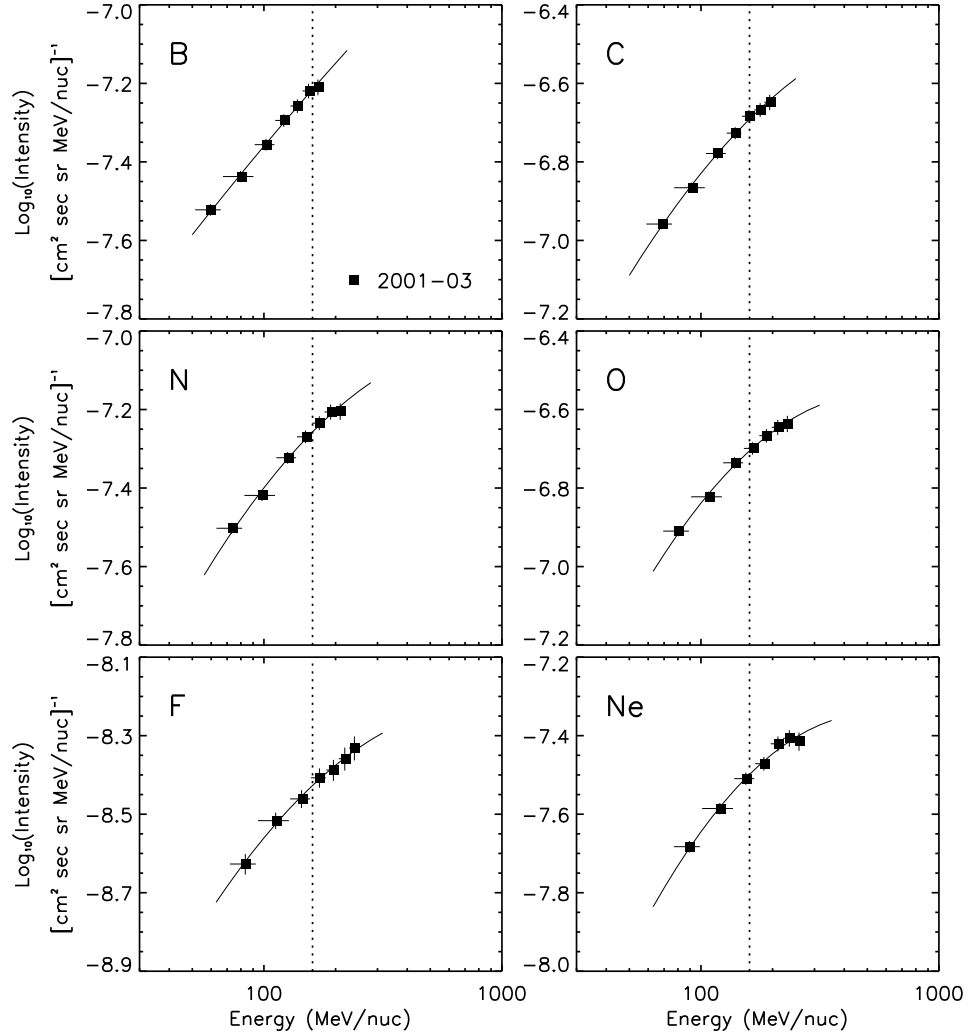 −7.0
−7.2
−7.4
−7.6
−7.8
B
2001−03
Log₁₀(Intensity)
[cm² sec sr MeV/nuc]⁻¹
−6.4
−6.6
−6.8
−7.0
−7.2
C
−7.0
−7.2
−7.4
−7.6
−7.8
N
Log₁₀(Intensity)
[cm² sec sr MeV/nuc]⁻¹
−6.4
−6.6
−6.8
−7.0
−7.2
O
−8.1
−8.3
−8.5
−8.7
−8.9
F
Log₁₀(Intensity)
[cm² sec sr MeV/nuc]⁻¹
100
1000
Energy (MeV/nuc)
−7.2
−7.4
−7.6
−7.8
−8.0
Ne
100
1000
Energy (MeV/nuc)